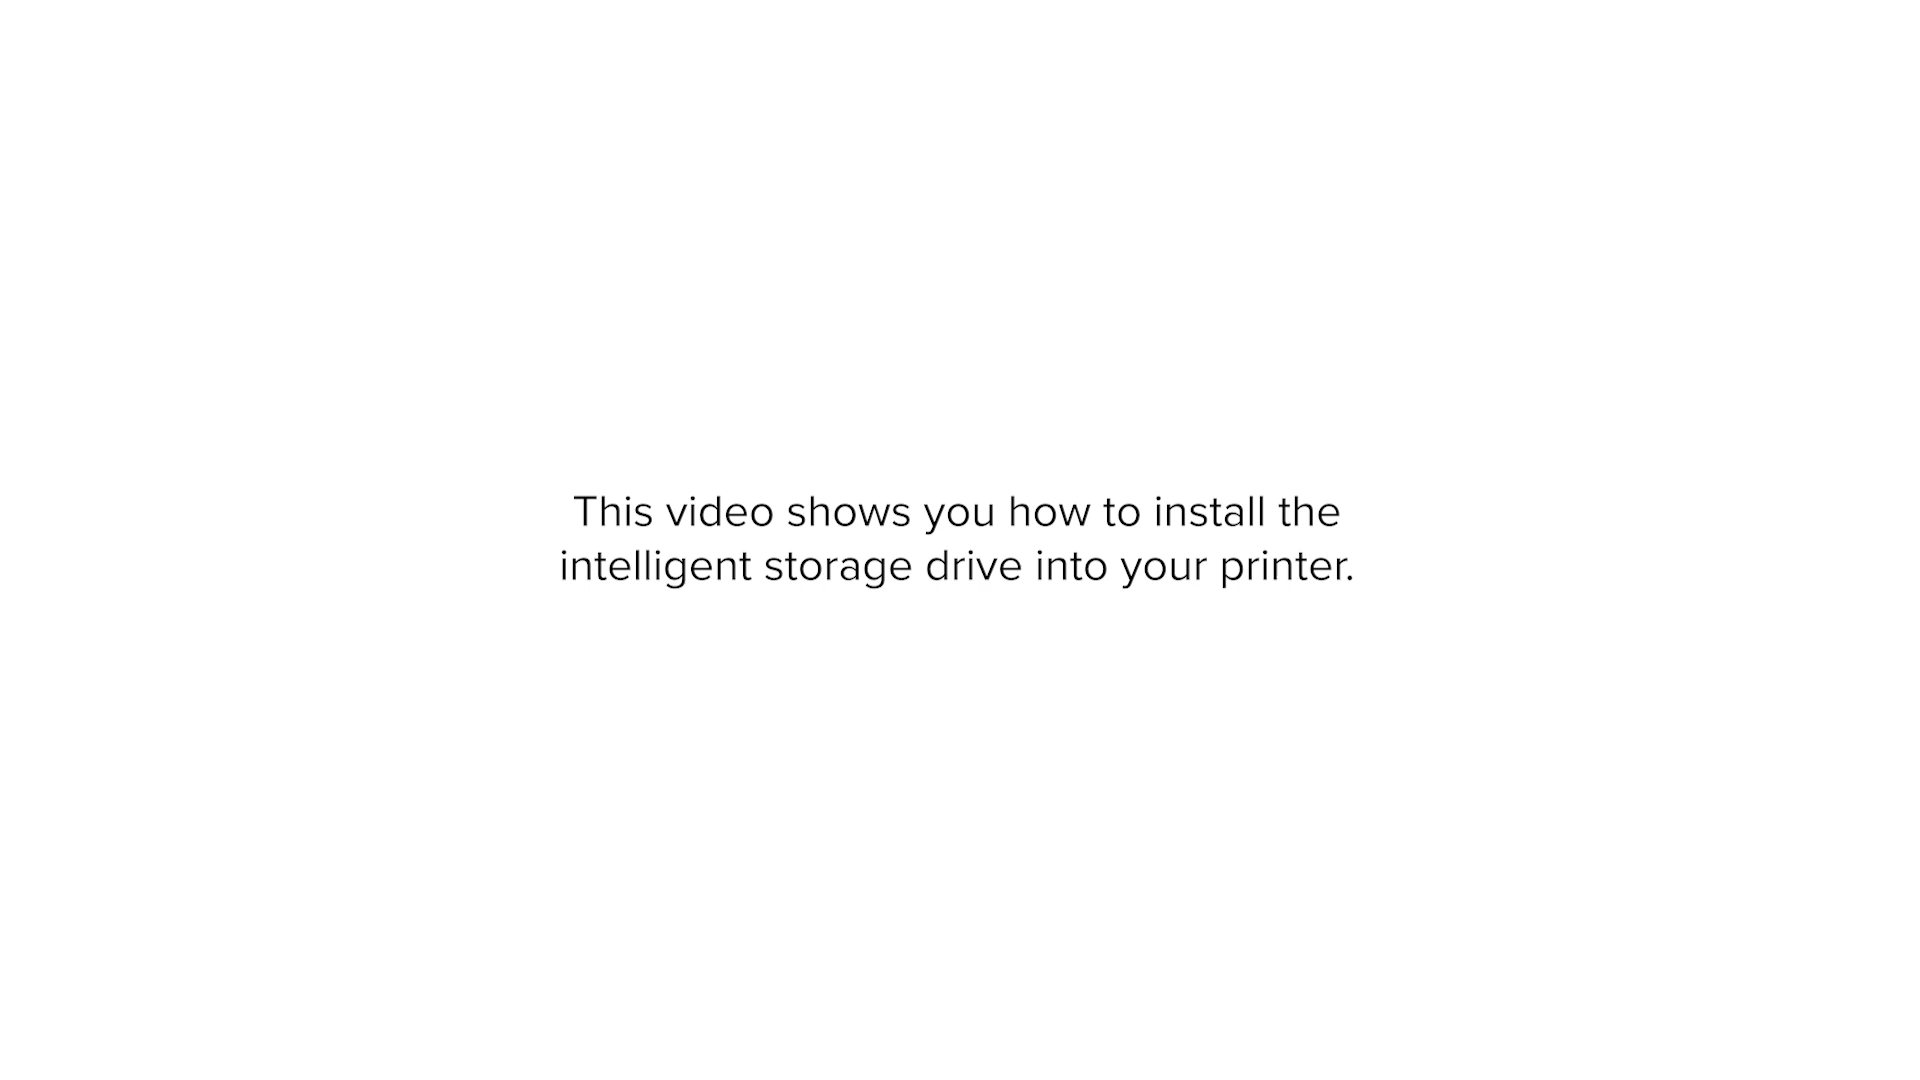 This video shows you how to install the
intelligent storage drive into your printer.